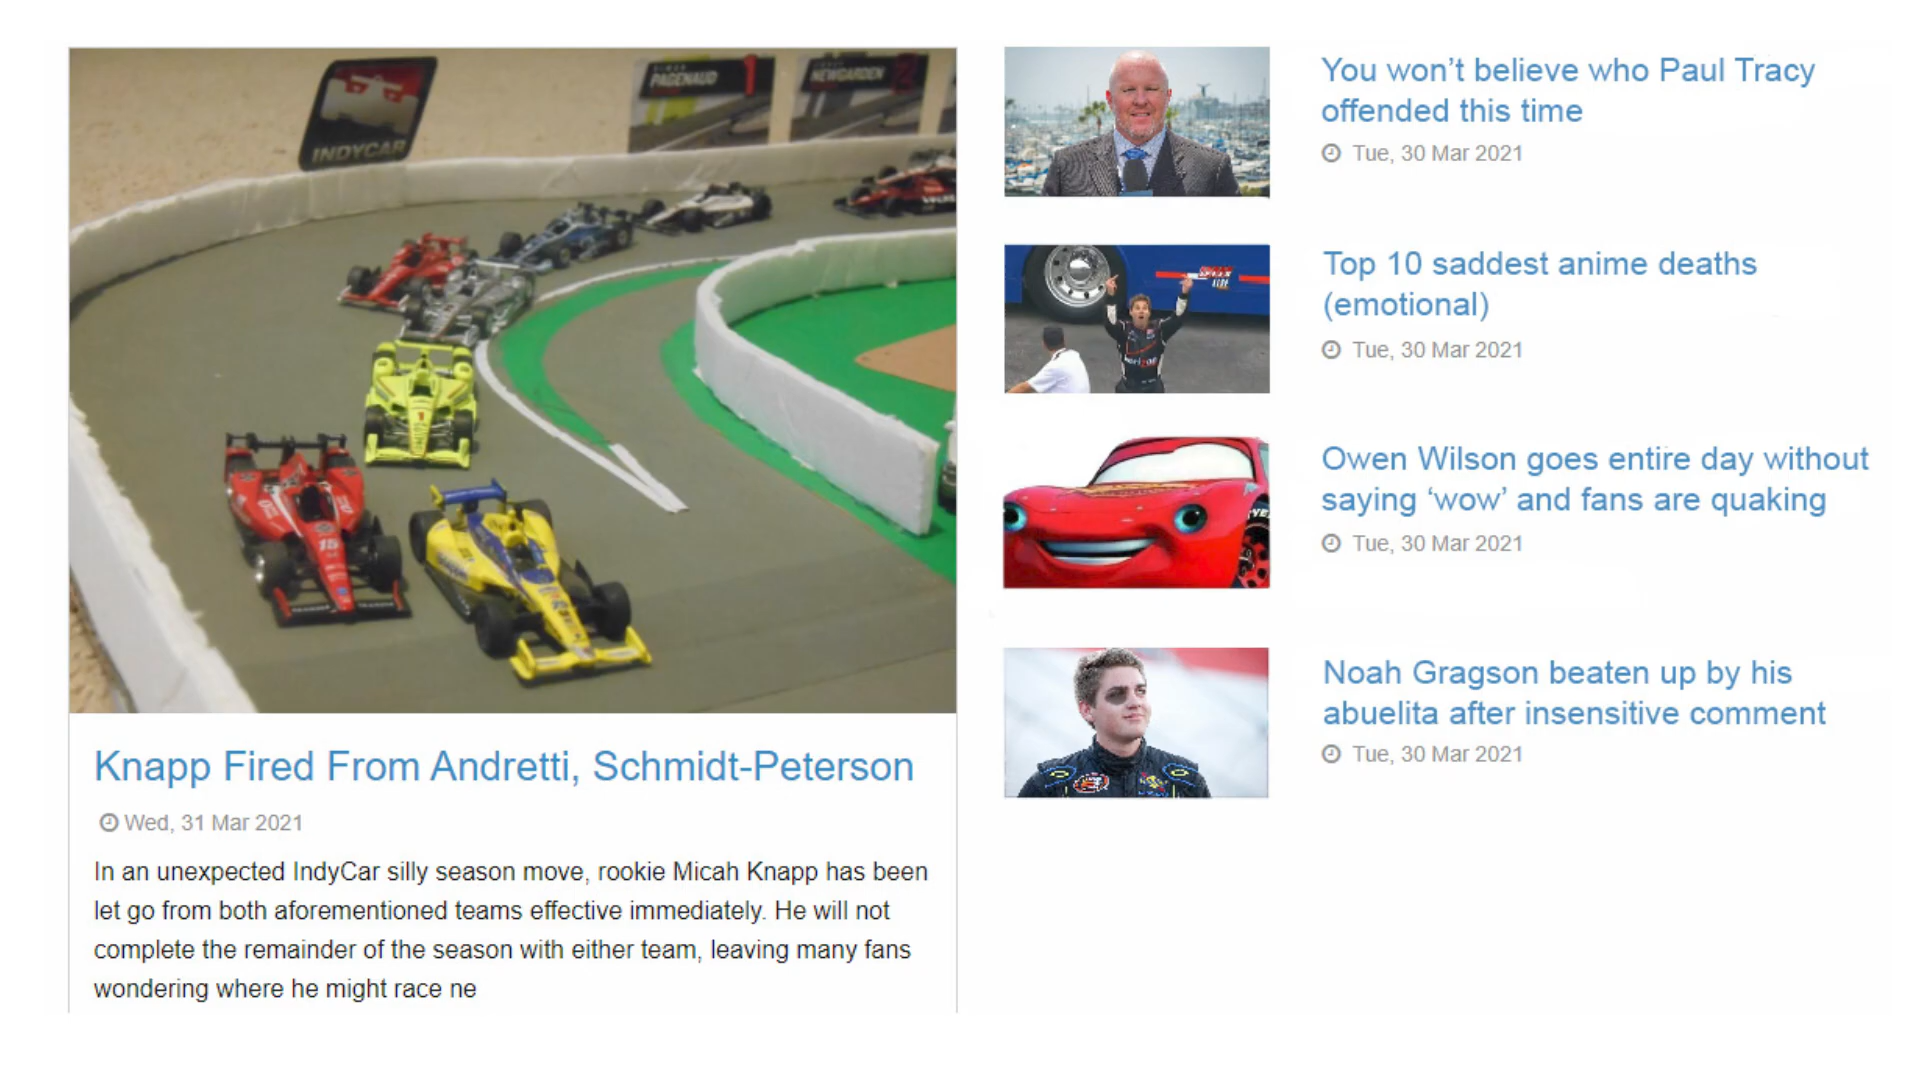 INDYCAR
PAGENAUD 1
NEWGARDEN 2
15
1
Knapp Fired From Andretti, Schmidt-Peterson
Wed, 31 Mar 2021
In an unexpected IndyCar silly season move, rookie Micah Knapp has been
let go from both aforementioned teams effective immediately. He will not
complete the remainder of the season with either team, leaving many fans
wondering where he might race ne
You won’t believe who Paul Tracy
offended this time
Tue, 30 Mar 2021
verizon
Top 10 saddest anime deaths
(emotional)
Tue, 30 Mar 2021
Owen Wilson goes entire day without
saying ‘wow’ and fans are quaking
Tue, 30 Mar 2021
Noah Gragson beaten up by his
abuelita after insensitive comment
Tue, 30 Mar 2021